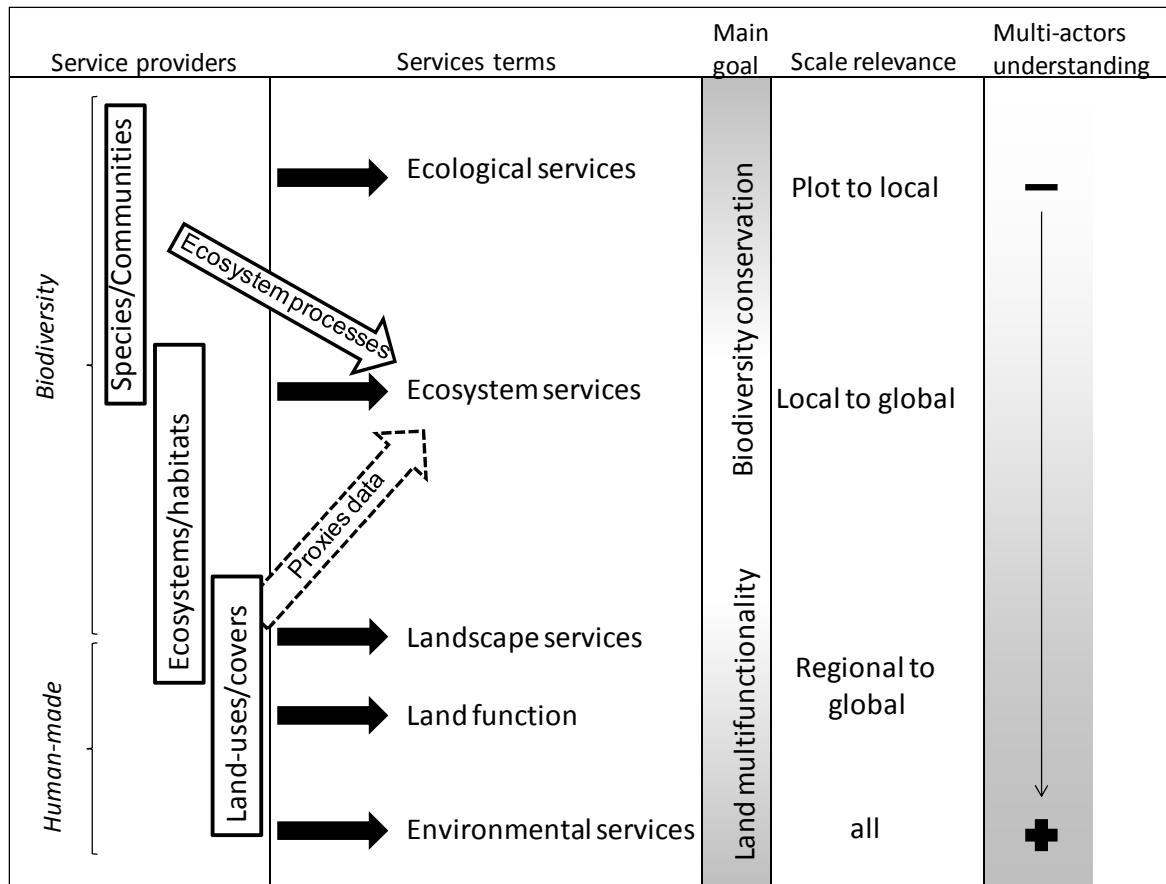 Service providers
Services terms
Main
goal
Scale relevance
Multi-actors
understanding
Biodiversity
Human-made
Species/Communities
Ecosystems/habitats
Land-uses/covers
Ecosystem processes
Proxies data
Ecological services
Ecosystem services
Landscape services
Land function
Environmental services
Biodiversity conservation
Land multifunctionality
Plot to local
Local to global
Regional to
global
all